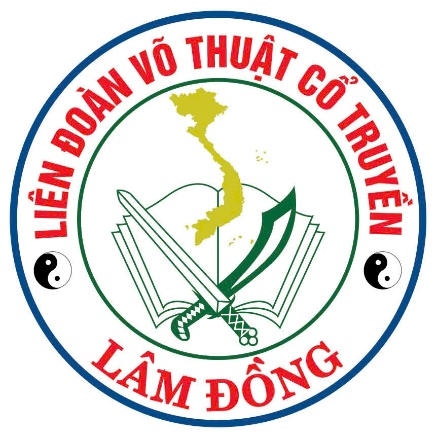 LIÊN ĐOÀN VÕ THUẬT CỔ TRUYỀN
LÂM ĐỒNG